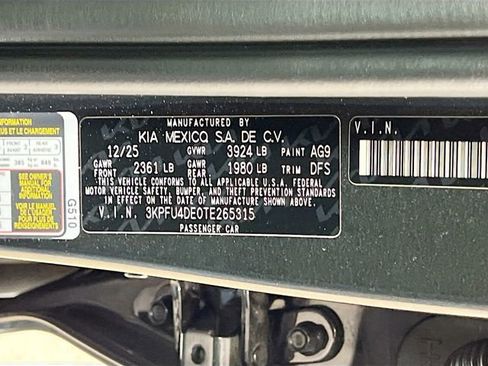 INFORMATION
US ET LE CHARGEMENT
SEE OWNER'S
MANUAL FOR
ADDITIONAL
INFORMATION
VOIR LE MANUEL
DE L'USAGER
POUR PLUS DE
RENSEIGNEMENTS
G510
MANUFACTURED BY
KIA MEXICO S.A. DE C.V.
12/25 GVWR 3924 LB PAINT AG9
GAWR FRONT 2361 LB GAWR REAR 1980 LB TRIM DFS
THIS VEHICLE CONFORMS TO ALL APPLICABLE U.S. FEDERAL
MOTOR VEHICLE SAFETY, BUMPER, AND THEFT PREVENTION STANDARDS
IN EFFECT ON THE DATE OF MANUFACTURE SHOWN ABOVE.
V.I.N. 3KPFU4DE0TE265315
PASSENGER CAR
V.I.N.